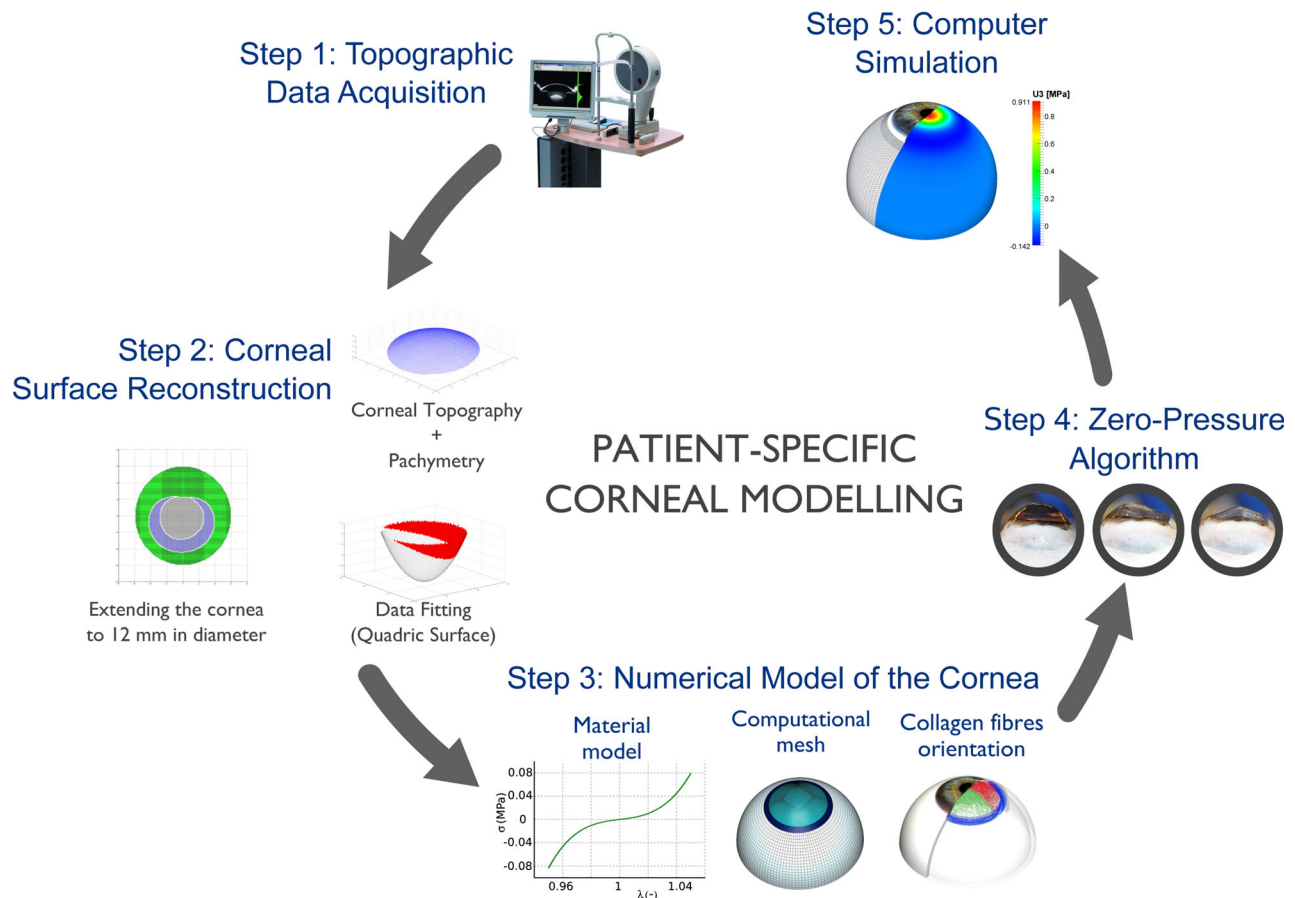 Step 1: Topographic
Data Acquisition
Step 5: Computer
Simulation
U3 [MPa]
0.911
0.8
0.6
0.4
0.2
0
-0.142
Step 2: Corneal
Surface Reconstruction
Corneal Topography
+
Pachymetry
Extending the cornea
to 12 mm in diameter
Data Fitting
(Quadric Surface)
PATIENT-SPECIFIC
CORNEAL MODELLING
Step 4: Zero-Pressure
Algorithm
Step 3: Numerical Model of the Cornea
Material
model
σ (MPa)
0.08
0.04
0
-0.04
-0.08
0.96
1
1.04
λ(-)
Computational
mesh
Collagen fibres
orientation